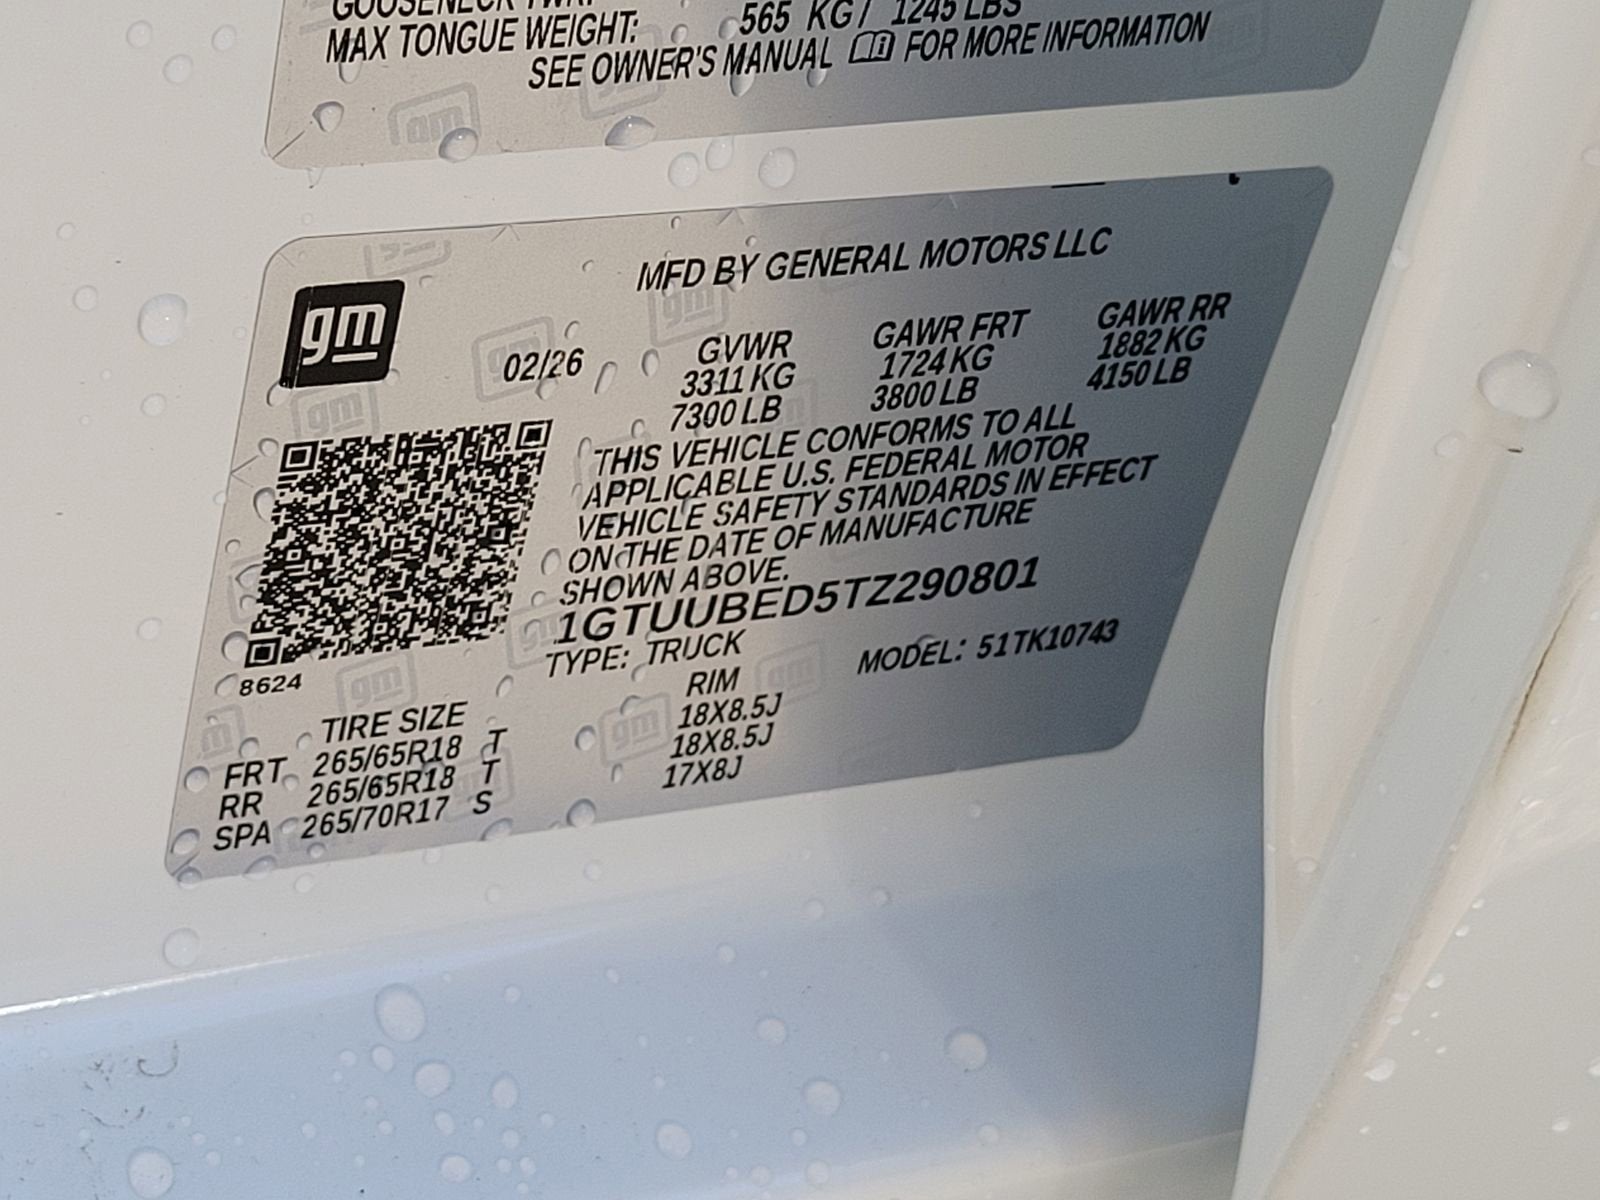 MAX TONGUE WEIGHT: 565 KG / 1245 LBS
SEE OWNER'S MANUAL FOR MORE INFORMATION
MFD BY GENERAL MOTORS LLC
gm
02/26
GVWR GAWR FRT GAWR RR
3311 KG 1724 KG 1882 KG
7300 LB 3800 LB 4150 LB
THIS VEHICLE CONFORMS TO ALL
APPLICABLE U.S. FEDERAL MOTOR
VEHICLE SAFETY STANDARDS IN EFFECT
ON THE DATE OF MANUFACTURE
SHOWN ABOVE.
1GTUUBED5TZ290801
TYPE: TRUCK MODEL: 51TK10743
8624
TIRE SIZE RIM
FRT 265/65R18 T 18X8.5J
RR 265/65R18 T 18X8.5J
SPA 265/70R17 S 17X8J